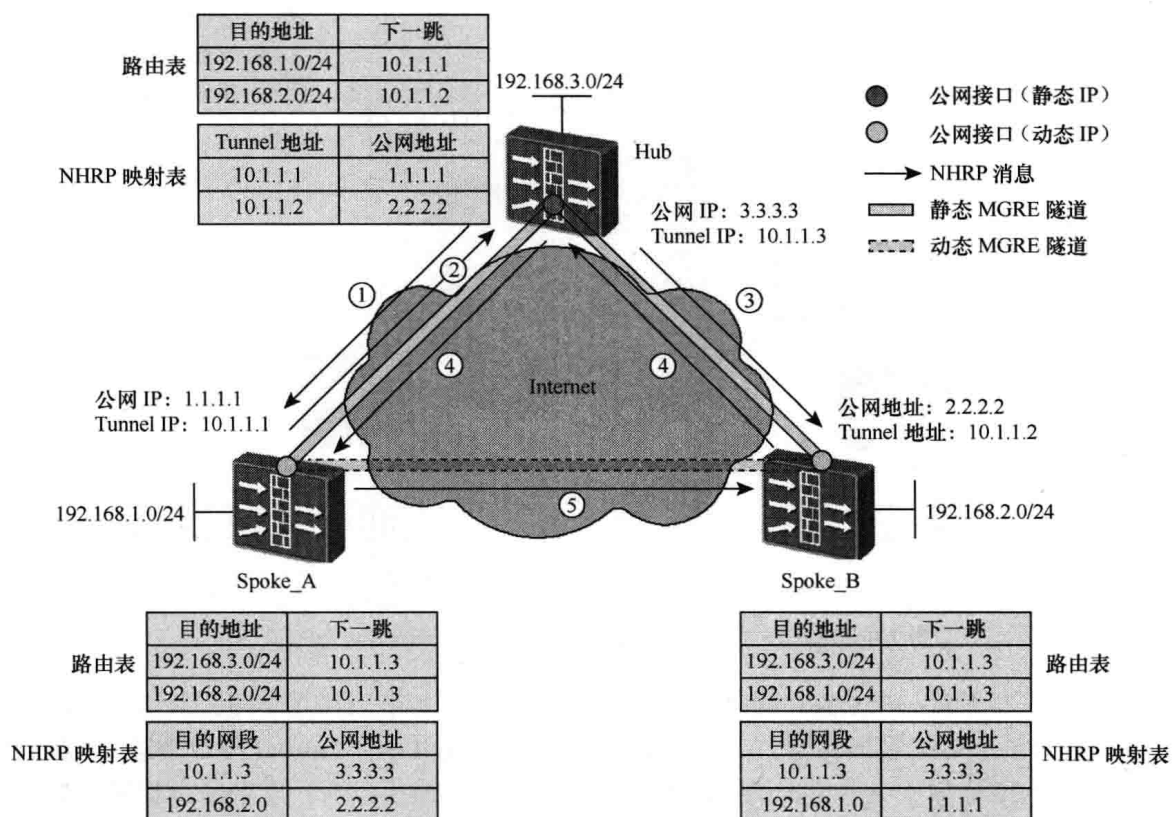 目的地址 下一跳
路由表 192.168.1.0/24 10.1.1.1
192.168.2.0/24 10.1.1.2
192.168.3.0/24
Tunnel 地址 公网地址
NHRP 映射表 10.1.1.1 1.1.1.1
10.1.1.2 2.2.2.2
Hub
公网接口（静态 IP）
公网接口（动态 IP）
NHRP 消息
静态 MGRE 隧道
动态 MGRE 隧道
公网 IP：3.3.3.3
Tunnel IP：10.1.1.3
①
②
③
④
④
Internet
公网 IP：1.1.1.1
Tunnel IP：10.1.1.1
公网地址：2.2.2.2
Tunnel 地址：10.1.1.2
⑤
192.168.1.0/24
192.168.2.0/24
Spoke_A
Spoke_B
目的地址 下一跳
路由表 192.168.3.0/24 10.1.1.3
192.168.2.0/24 10.1.1.3
NHRP 映射表 目的网段 公网地址
10.1.1.3 3.3.3.3
192.168.2.0 2.2.2.2
目的地址 下一跳
192.168.3.0/24 10.1.1.3 路由表
192.168.1.0/24 10.1.1.3
目的网段 公网地址 NHRP 映射表
10.1.1.3 3.3.3.3
192.168.1.0 1.1.1.1